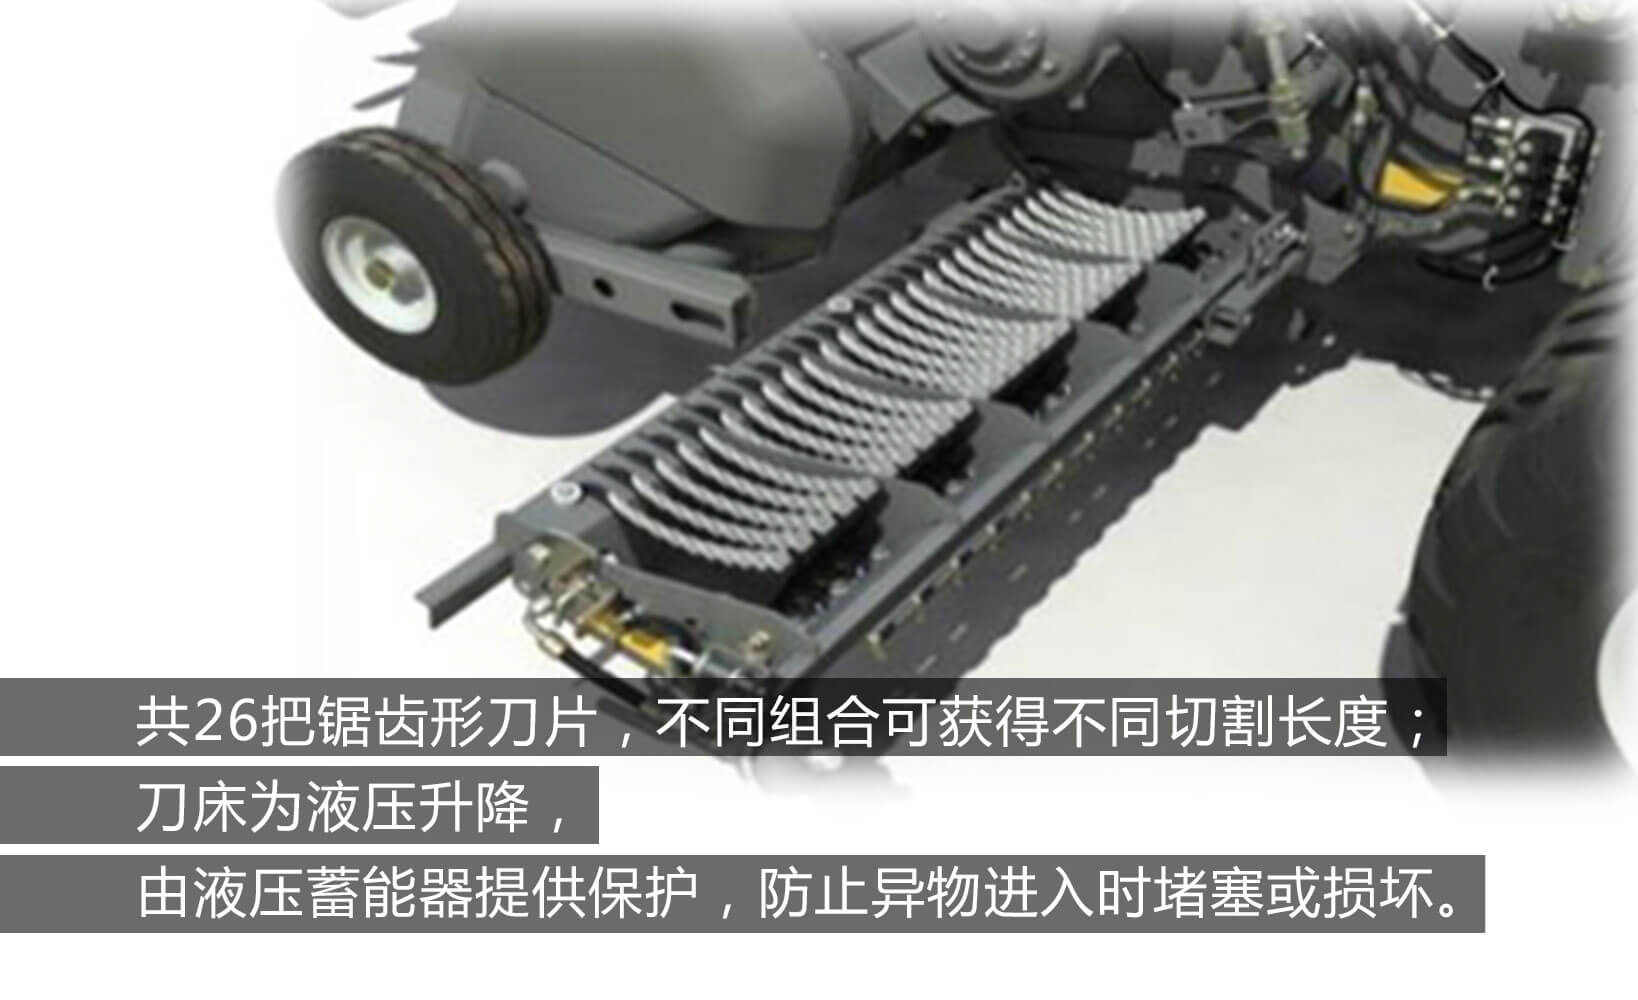 共26把锯齿形刀片，不同组合可获得不同切割长度；
刀床为液压升降，
由液压蓄能器提供保护，防止异物进入时堵塞或损坏。